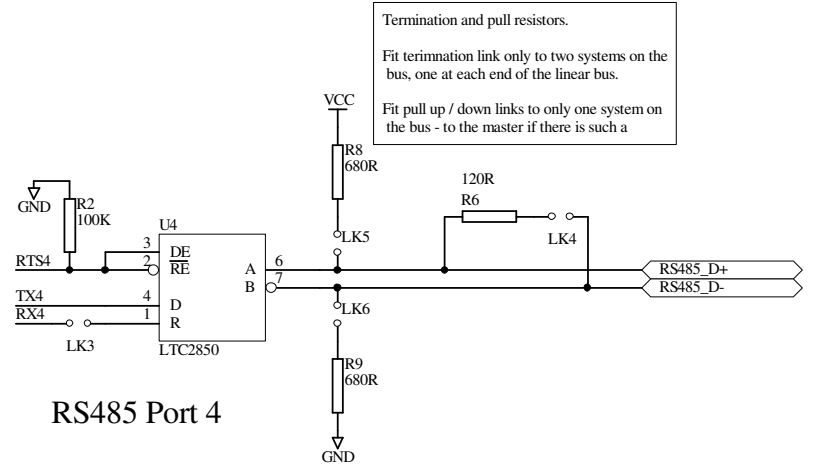 Termination and pull resistors.
Fit terimnation link only to two systems on the
bus, one at each end of the linear bus.
Fit pull up / down links to only one system on
the bus - to the master if there is such a
VCC
R8
680R
120R
R6
GND
R2
100K
U4
LK5
LK4
3
DE
RTS4
2
RE
A
6
RS485_D+
B
7
RS485_D-
TX4
4
D
LK6
RX4
1
R
LK3
LTC2850
R9
680R
RS485 Port 4
GND